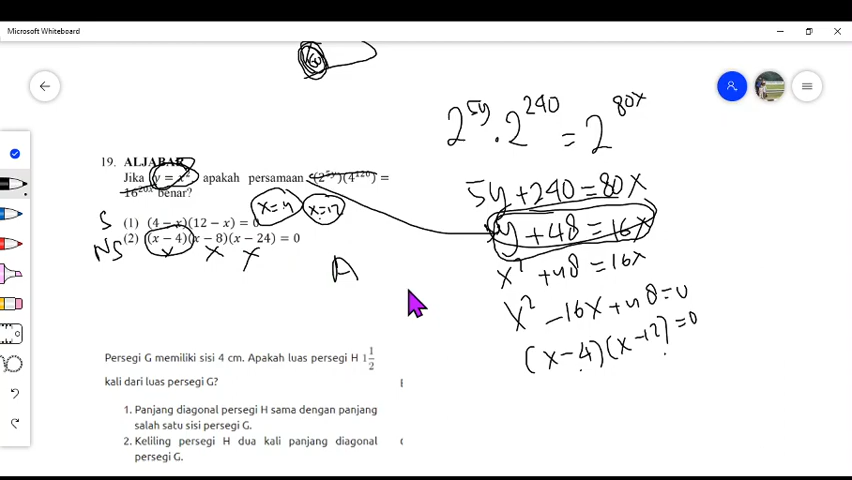 Microsoft Whiteboard
2^{5y} · 2^{240} = 2^{80x}
5y + 240 = 80x
y + 48 = 16x
x² + 48 = 16x
x² - 16x + 48 = 0
(x - 4)(x - 12) = 0
19. ALJABAR
Jika y = x² apakah persamaan (2^{5y})(4^{120}) =
16^{20x} benar?
x=4 x=12
S (1) (4 − x)(12 − x) = 0
NS (2) (x − 4)(x − 8)(x − 24) = 0
A
Persegi G memiliki sisi 4 cm. Apakah luas persegi H 1 1/2
kali dari luas persegi G?
1. Panjang diagonal persegi H sama dengan panjang
salah satu sisi persegi G.
2. Keliling persegi H dua kali panjang diagonal
persegi G.